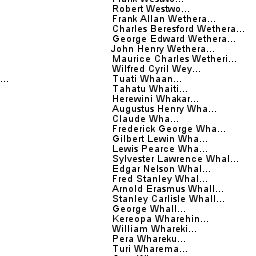 Robert Westwo...
Frank Allan Wethera...
Charles Beresford Wethera...
George Edward Wethera...
John Henry Wethera...
Maurice Charles Wetheri...
Wilfred Cyril Wey...
...
Tuati Whaan...
Tahatu Whaiti...
Herewini Whakar...
Augustus Henry Wha...
Claude Wha...
Frederick George Wha...
Gilbert Lewin Wha...
Lewis Pearce Wha...
Sylvester Lawrence Whal...
Edgar Nelson Whal...
Fred Stanley Whal...
Arnold Erasmus Whall...
Stanley Carlisle Whall...
George Whall...
Kereopa Wharehin...
William Whareki...
Pera Whareku...
Turi Wharema...